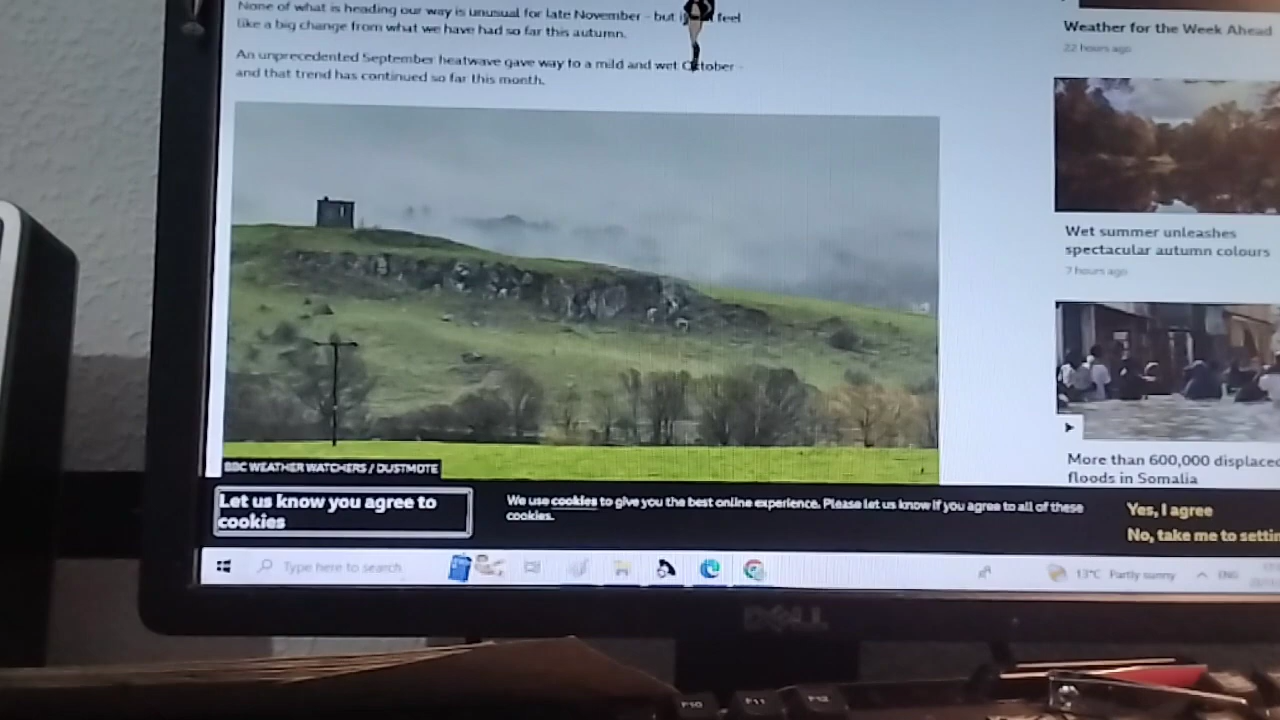 None of what is heading our way is unusual for late November - but feel
like a big change from what we have had so far this autumn.
An unprecedented September heatwave gave way to a mild and wet October -
and that trend has continued so far this month.
BBC WEATHER WATCHERS / DUSTMOTE
Weather for the Week Ahead
22 hours ago
Wet summer unleashes
spectacular autumn colours
7 hours ago
More than 600,000 displaced
floods in Somalia
Let us know you agree to
cookies
We use cookies to give you the best online experience. Please let us know if you agree to all of these
cookies.
Yes, I agree
No, take me to settin
Type here to search
13°C Partly sunny
ENG
DELL
F10
F11
F12